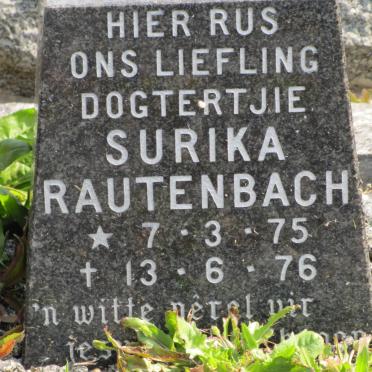 HIER RUS
ONS LIEFLING
DOGTERTJIE
SURIKA
RAUTENBACH
★ 7 · 3 · 75
† 13 · 6 · 76
'n witte pêrel vir